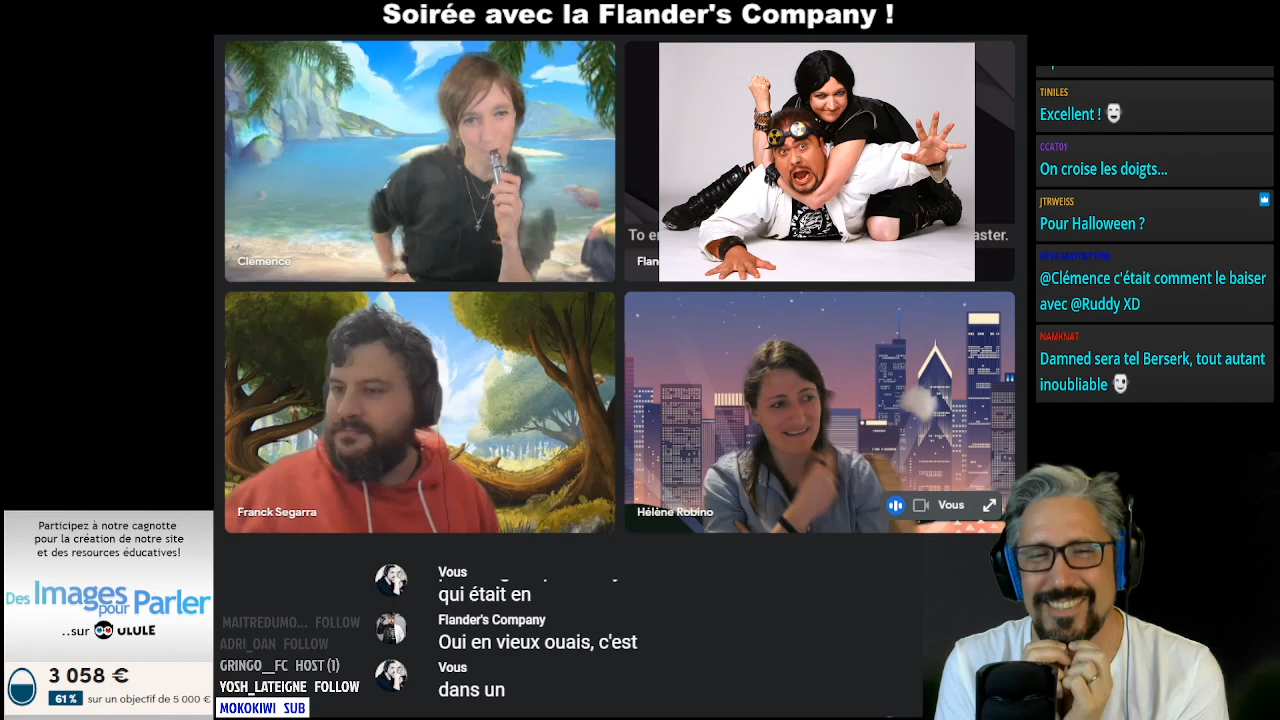 Soirée avec la Flander's Company !
Clémence
To en
aster.
Flan
Franck Segarra
Hélène Robino
Vous
TINILES
Excellent !
CCAT01
On croise les doigts...
JTRWEISS
Pour Halloween ?
@Clémence c'était comment le baiser
avec @Ruddy XD
NAMKNAT
Damned sera tel Berserk, tout autant
inoubliable
Participez à notre cagnotte
pour la création de notre site
et des resources éducatives!
Des Images pour Parler
..sur ULULE
3 058 €
61 % sur un objectif de 5 000 €
MAITREDUMO... FOLLOW
ADRI_OAN FOLLOW
GRINGO__FC HOST (1)
YOSH_LATEIGNE FOLLOW
MOKOKIWI SUB
Vous
qui était en
Flander's Company
Oui en vieux ouais, c'est
Vous
dans un